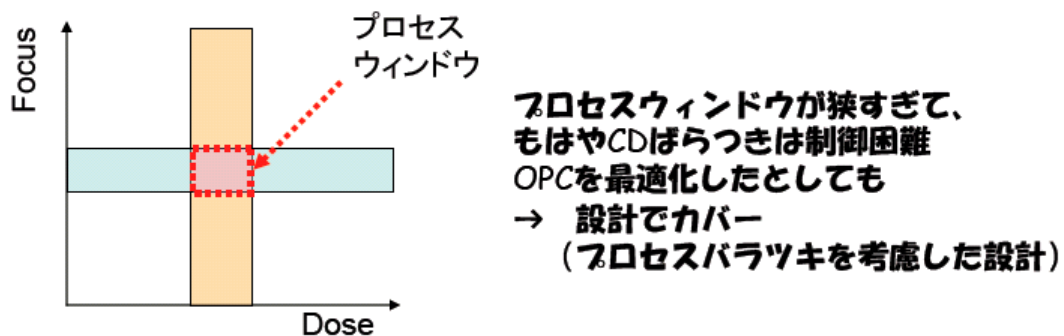 Focus
プロセス
ウィンドウ
Dose
プロセスウィンドウが狭すぎて、
もはやCDばらつきは制御困難
OPCを最適化したとしても
→ 設計でカバー
（プロセスバラツキを考慮した設計）